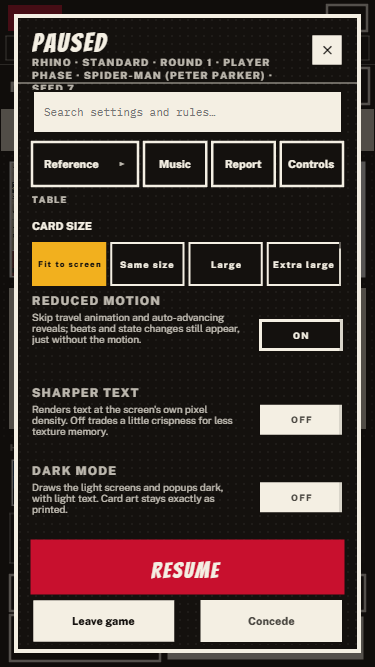 PAUSED
RHINO · STANDARD · ROUND 1 · PLAYER
PHASE · SPIDER-MAN (PETER PARKER) ·
SEED 7
Search settings and rules…
Reference ▸
Music
Report
Controls
TABLE
CARD SIZE
Fit to screen
Same size
Large
Extra large
REDUCED MOTION
Skip travel animation and auto-advancing
reveals; beats and state changes still appear,
just without the motion.
ON
SHARPER TEXT
Renders text at the screen's own pixel
density. Off trades a little crispness for less
texture memory.
OFF
DARK MODE
Draws the light screens and popups dark,
with light text. Card art stays exactly as
printed.
OFF
RESUME
Leave game
Concede